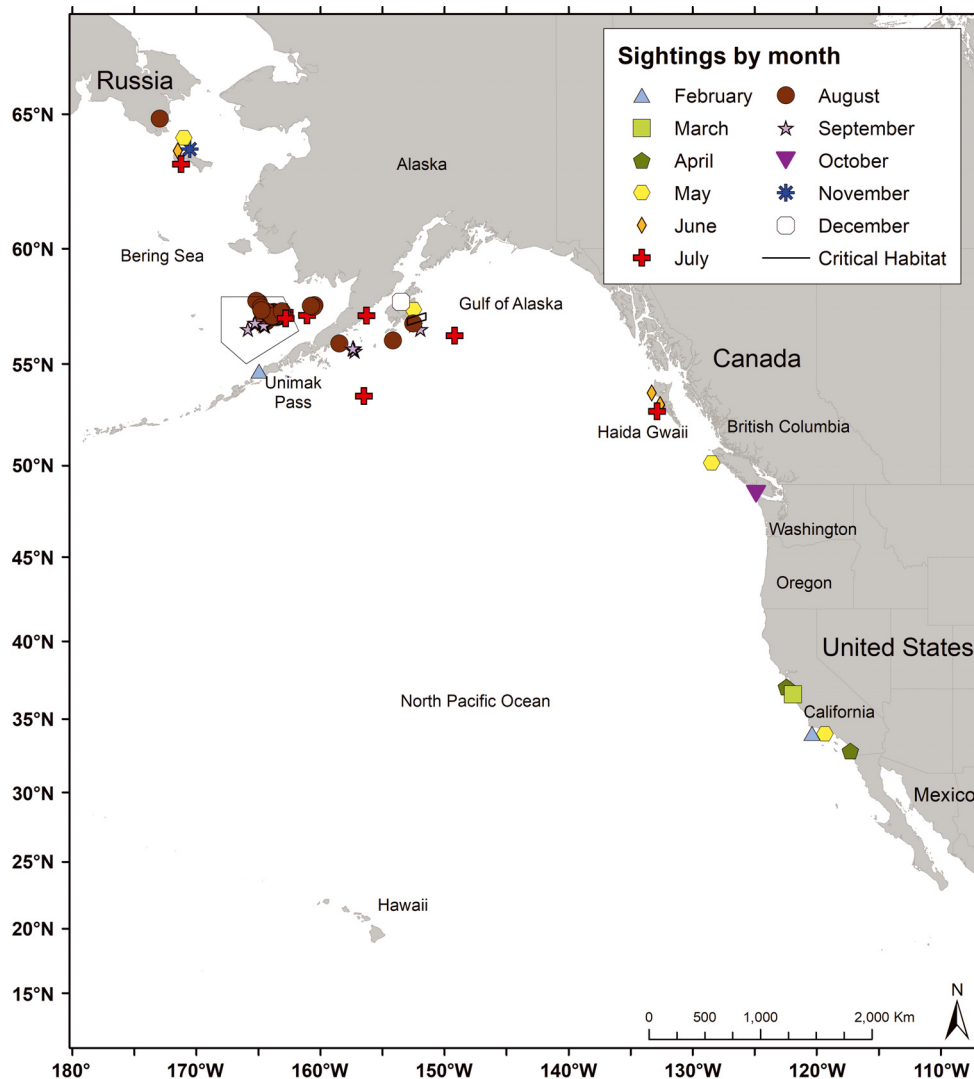 Sightings by month
February
March
April
May
June
July
August
September
October
November
December
Critical Habitat
Russia
Alaska
Bering Sea
Gulf of Alaska
Unimak
Pass
Canada
Haida Gwaii
British Columbia
Washington
Oregon
United States
North Pacific Ocean
California
Mexico
Hawaii
N
0 500 1,000 2,000 Km
65°N
60°N
55°N
50°N
45°N
40°N
35°N
30°N
25°N
20°N
15°N
180° 170°W 160°W 150°W 140°W 130°W 120°W 110°W